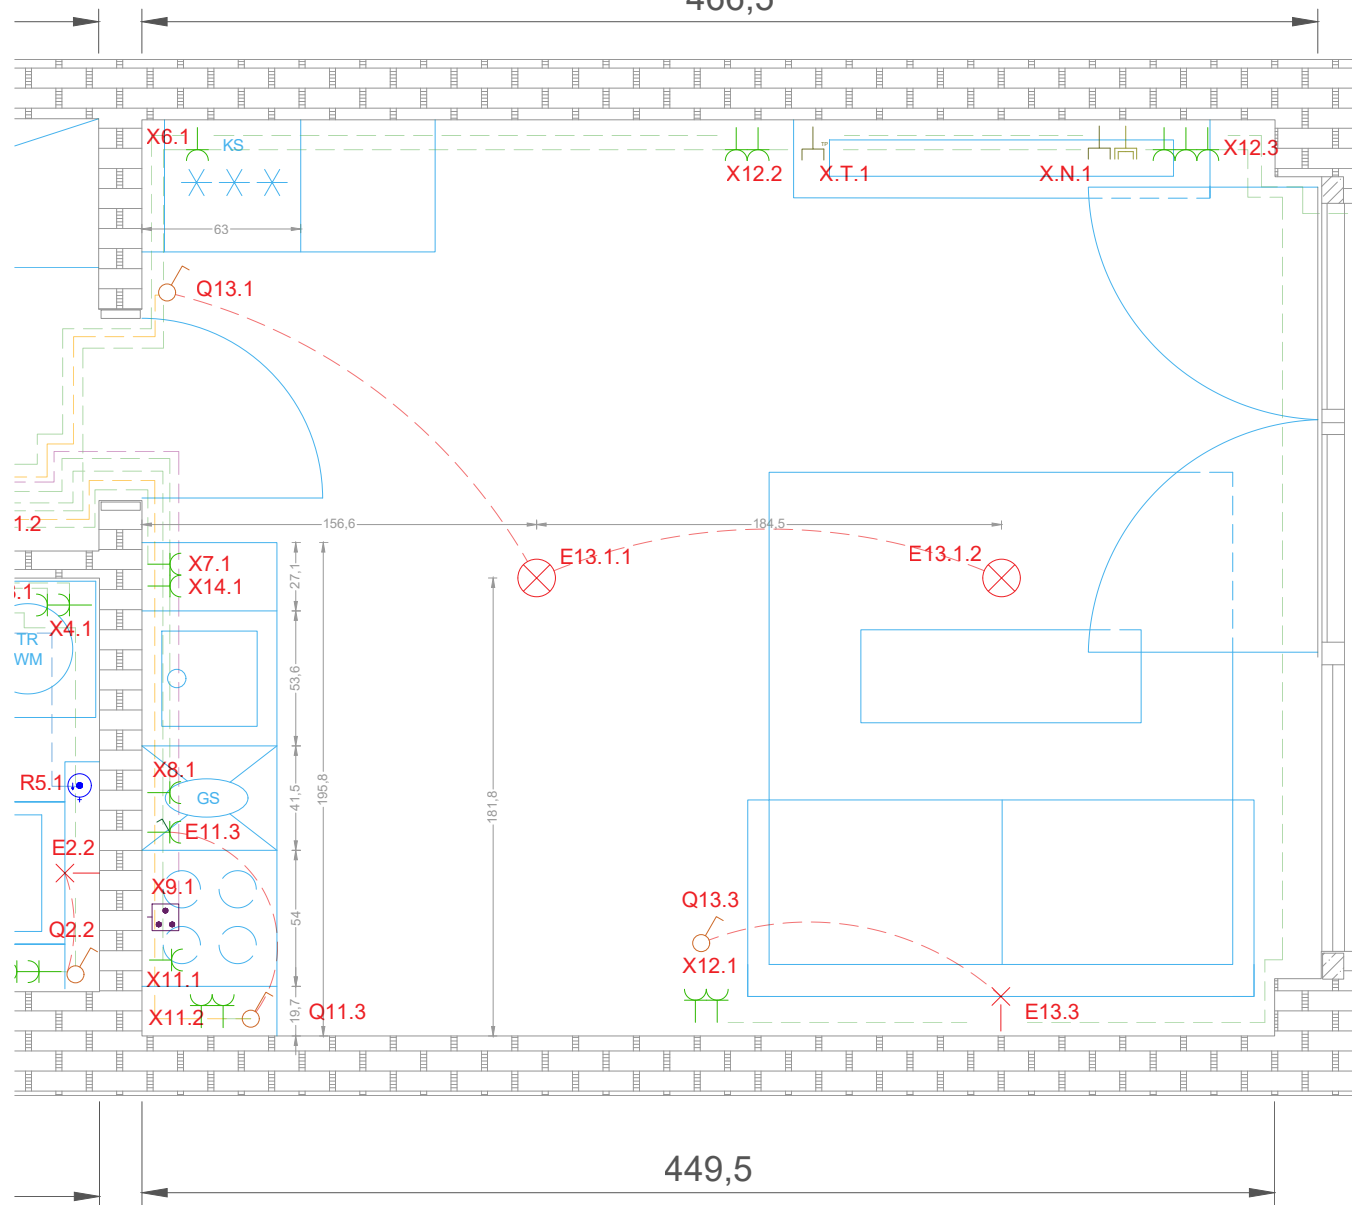 466,5
X6.1
KS
X12.2
TP
X.T.1
X.N.1
X12.3
63
Q13.1
1.2
156,6
184,5
E13.1.1
E13.1.2
X7.1
X14.1
27,1
X4.1
TR
WM
53,6
R5.1
X8.1
GS
41,5
195,8
181,8
E11.3
E2.2
X9.1
54
Q2.2
Q13.3
X12.1
X11.1
X11.2
19,7
Q11.3
E13.3
449,5